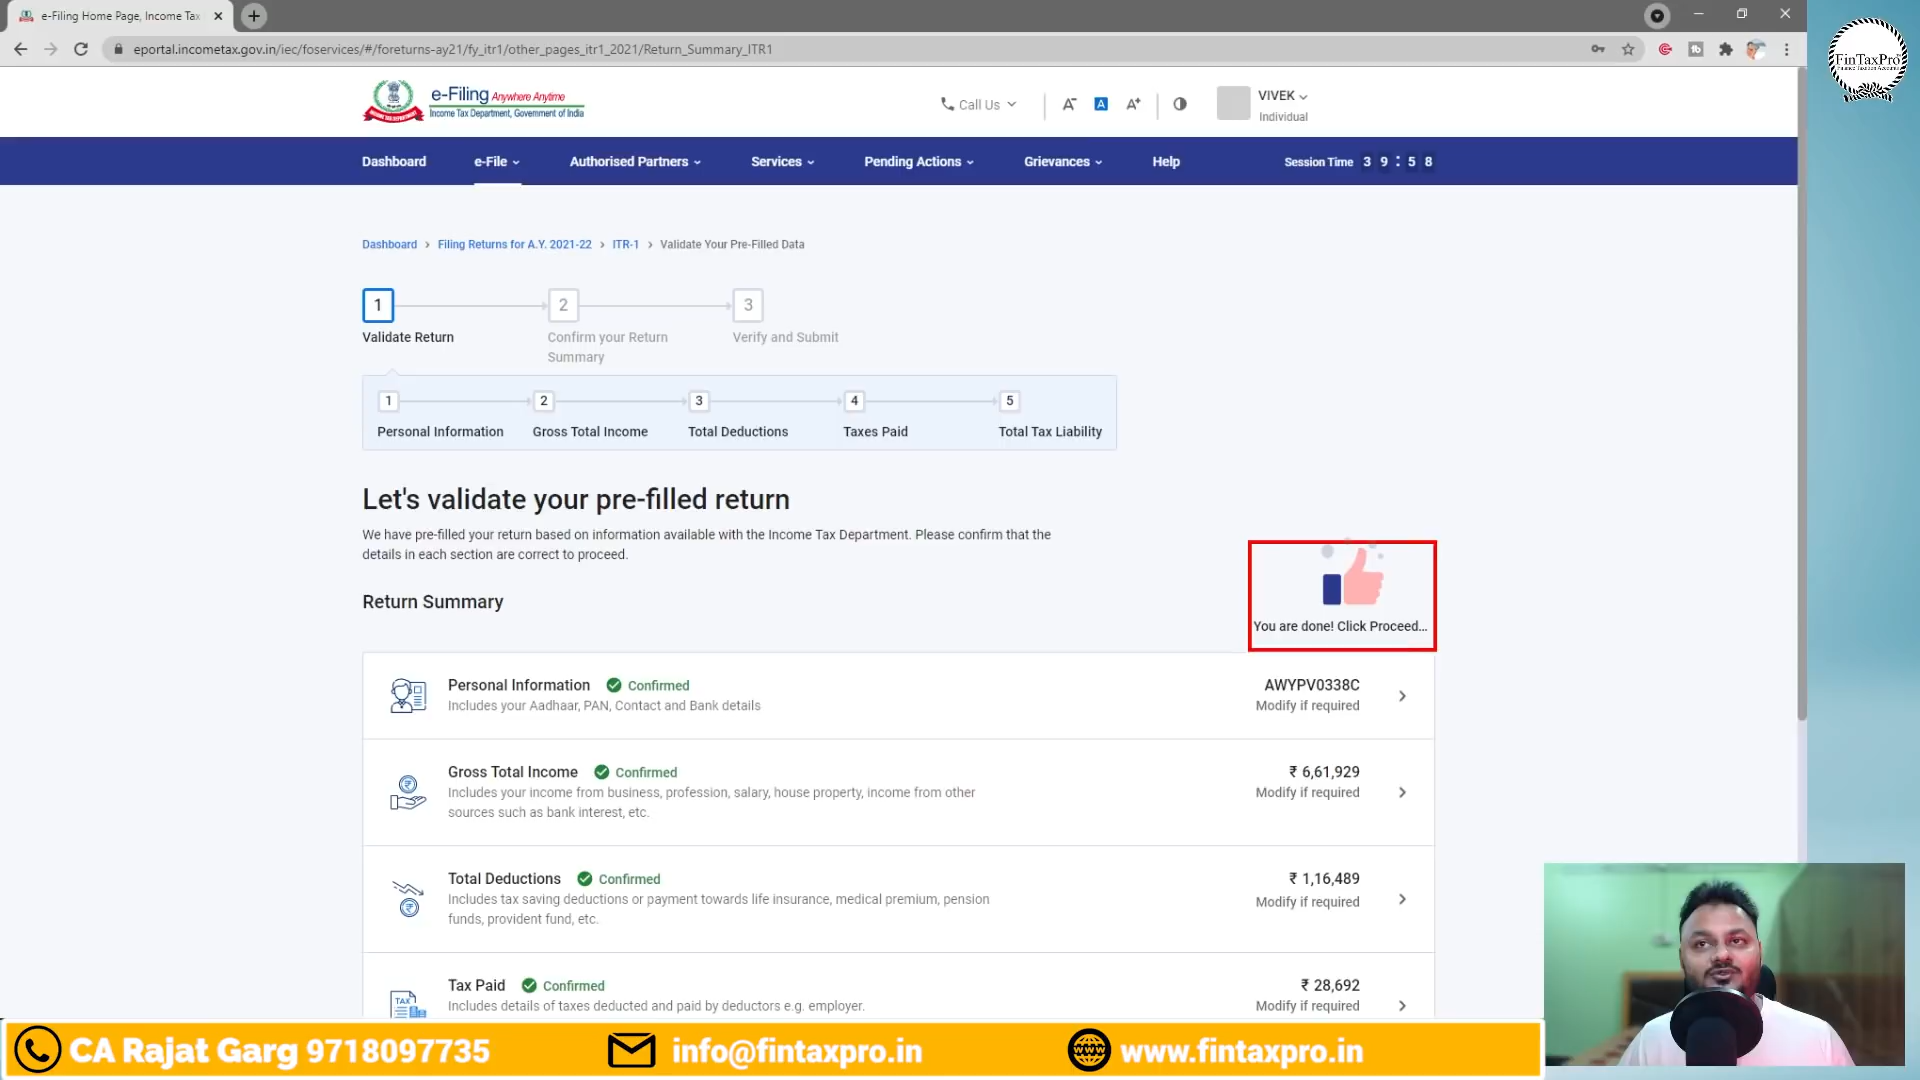 e-Filing Home Page, Income Tax
eportal.incometax.gov.in/iec/foservices/#/foreturns-ay21/fy_itr1/other_pages_itr1_2021/Return_Summary_ITR1
FinTaxPro
e-Filing Anywhere Anytime
Income Tax Department, Government of India
Call Us
A-
A
A+
VIVEK
Individual
Dashboard e-File Authorised Partners Services Pending Actions Grievances Help Session Time 3 9 : 5 8
Dashboard > Filing Returns for A.Y. 2021-22 > ITR-1 > Validate Your Pre-Filled Data
1 2 3
Validate Return Confirm your Return Verify and Submit
Summary
1 2 3 4 5
Personal Information Gross Total Income Total Deductions Taxes Paid Total Tax Liability
Let's validate your pre-filled return
We have pre-filled your return based on information available with the Income Tax Department. Please confirm that the
details in each section are correct to proceed.
Return Summary
You are done! Click Proceed...
Personal Information Confirmed AWYPV0338C
Includes your Aadhaar, PAN, Contact and Bank details Modify if required
Gross Total Income Confirmed ₹ 6,61,929
Includes your income from business, profession, salary, house property, income from other Modify if required
sources such as bank interest, etc.
Total Deductions Confirmed ₹ 1,16,489
Includes tax saving deductions or payment towards life insurance, medical premium, pension Modify if required
funds, provident fund, etc.
TAX
Tax Paid Confirmed ₹ 28,692
Includes details of taxes deducted and paid by deductors e.g. employer. Modify if required
CA Rajat Garg 9718097735 info@fintaxpro.in www www.fintaxpro.in